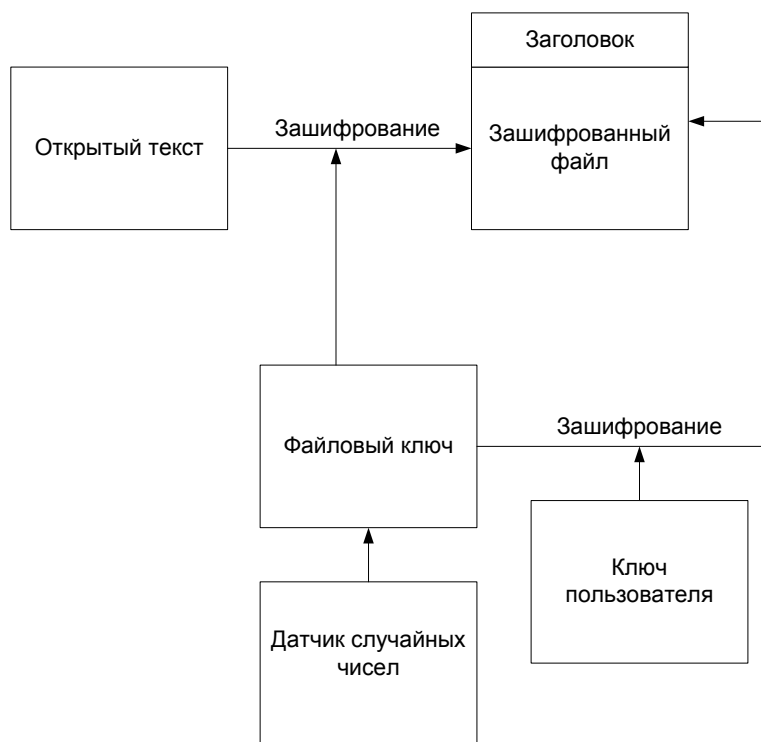 Заголовок
Открытый текст
Зашифрование
Зашифрованный
файл
Файловый ключ
Зашифрование
Ключ
пользователя
Датчик случайных
чисел